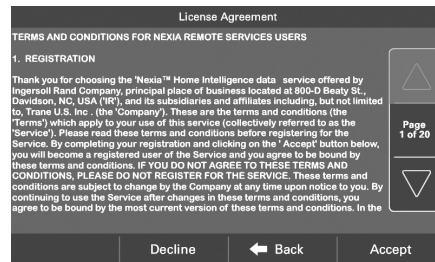 License Agreement
TERMS AND CONDITIONS FOR NEXIA REMOTE SERVICES USERS
1. REGISTRATION
Thank you for choosing the 'Nexia™ Home Intelligence data service offered by
Ingersoll Rand Company, principal place of business located at 800-D Beaty St.,
Davidson, NC, USA ('IR'), and its subsidiaries and affiliates including, but not limited
to, Trane U.S. Inc . (the 'Company'). These are the terms and conditions (the
'Terms') which apply to your use of this service (collectively referred to as the
'Service'). Please read these terms and conditions before registering for the
Service. By completing your registration and clicking on the ' Accept' button below,
you will become a registered user of the Service and you agree to be bound by
these terms and conditions. IF YOU DO NOT AGREE TO THESE TERMS AND
CONDITIONS, PLEASE DO NOT REGISTER FOR THE SERVICE. These terms and
conditions are subject to change by the Company at any time upon notice to you. By
continuing to use the Service after changes in these terms and conditions, you
agree to be bound by the most current version of these terms and conditions. In the
Page
1 of 20
Decline
Back
Accept